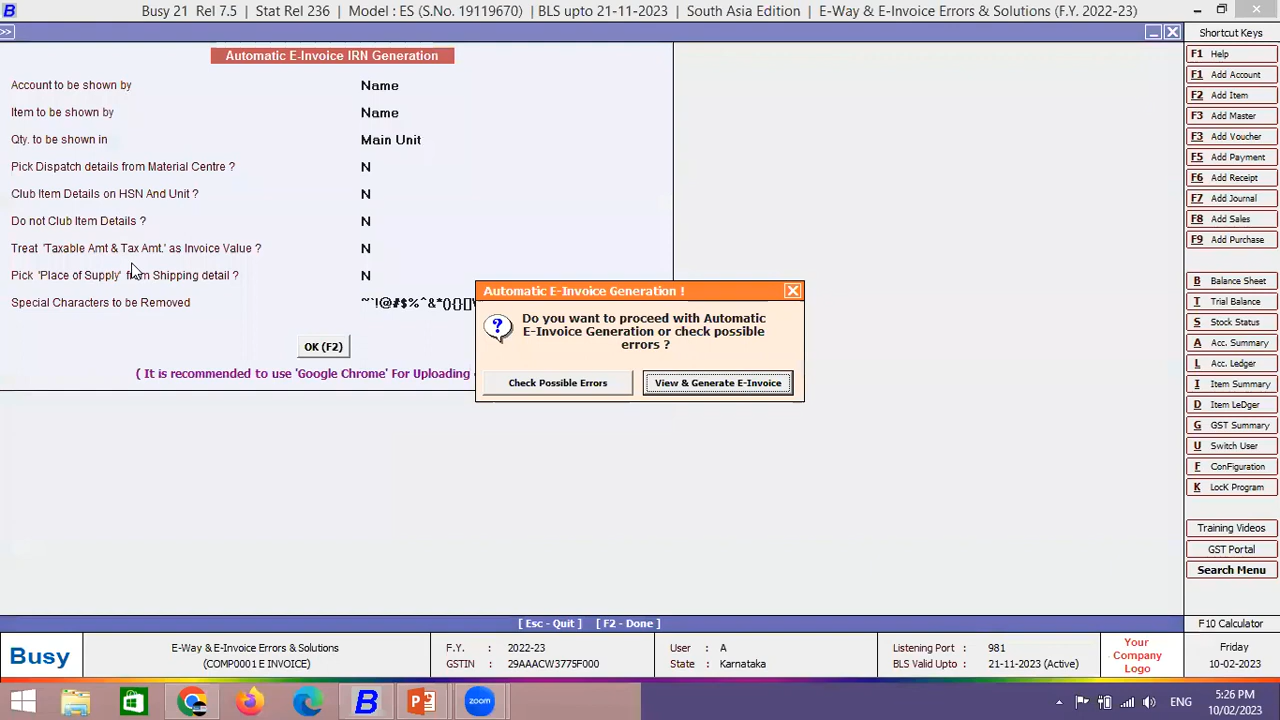 Busy 21 Rel 7.5 | Stat Rel 236 | Model : ES (S.No. 19119670) | BLS upto 21-11-2023 | South Asia Edition | E-Way & E-Invoice Errors & Solutions (F.Y. 2022-23)
>>
Shortcut Keys
Automatic E-Invoice IRN Generation
Account to be shown by Name
Item to be shown by Name
Qty. to be shown in Main Unit
Pick Dispatch details from Material Centre ? N
Club Item Details on HSN And Unit ? N
Do not Club Item Details ? N
Treat 'Taxable Amt & Tax Amt.' as Invoice Value ? N
Pick 'Place of Supply' from Shipping detail ? N
Special Characters to be Removed ~`!@#$%^&*(){}[]
OK (F2)
( It is recommended to use 'Google Chrome' For Uploading
Automatic E-Invoice Generation !
Do you want to proceed with Automatic
E-Invoice Generation or check possible
errors ?
Check Possible Errors
View & Generate E-Invoice
F1 Help
F1 Add Account
F2 Add Item
F3 Add Master
F3 Add Voucher
F5 Add Payment
F6 Add Receipt
F7 Add Journal
F8 Add Sales
F9 Add Purchase
B Balance Sheet
T Trial Balance
S Stock Status
A Acc. Summary
L Acc. Ledger
I Item Summary
D Item LeDger
G GST Summary
U Switch User
F ConFiguration
K LocK Program
Training Videos
GST Portal
Search Menu
[ Esc - Quit ] [ F2 - Done ]
F10 Calculator
Busy
E-Way & E-Invoice Errors & Solutions
(COMP0001 E INVOICE)
F.Y. : 2022-23
GSTIN : 29AAACW3775F000
User : A
State : Karnataka
Listening Port : 981
BLS Valid Upto : 21-11-2023 (Active)
Your
Company
Logo
Friday
10-02-2023
zoom
ENG
5:26 PM
10/02/2023